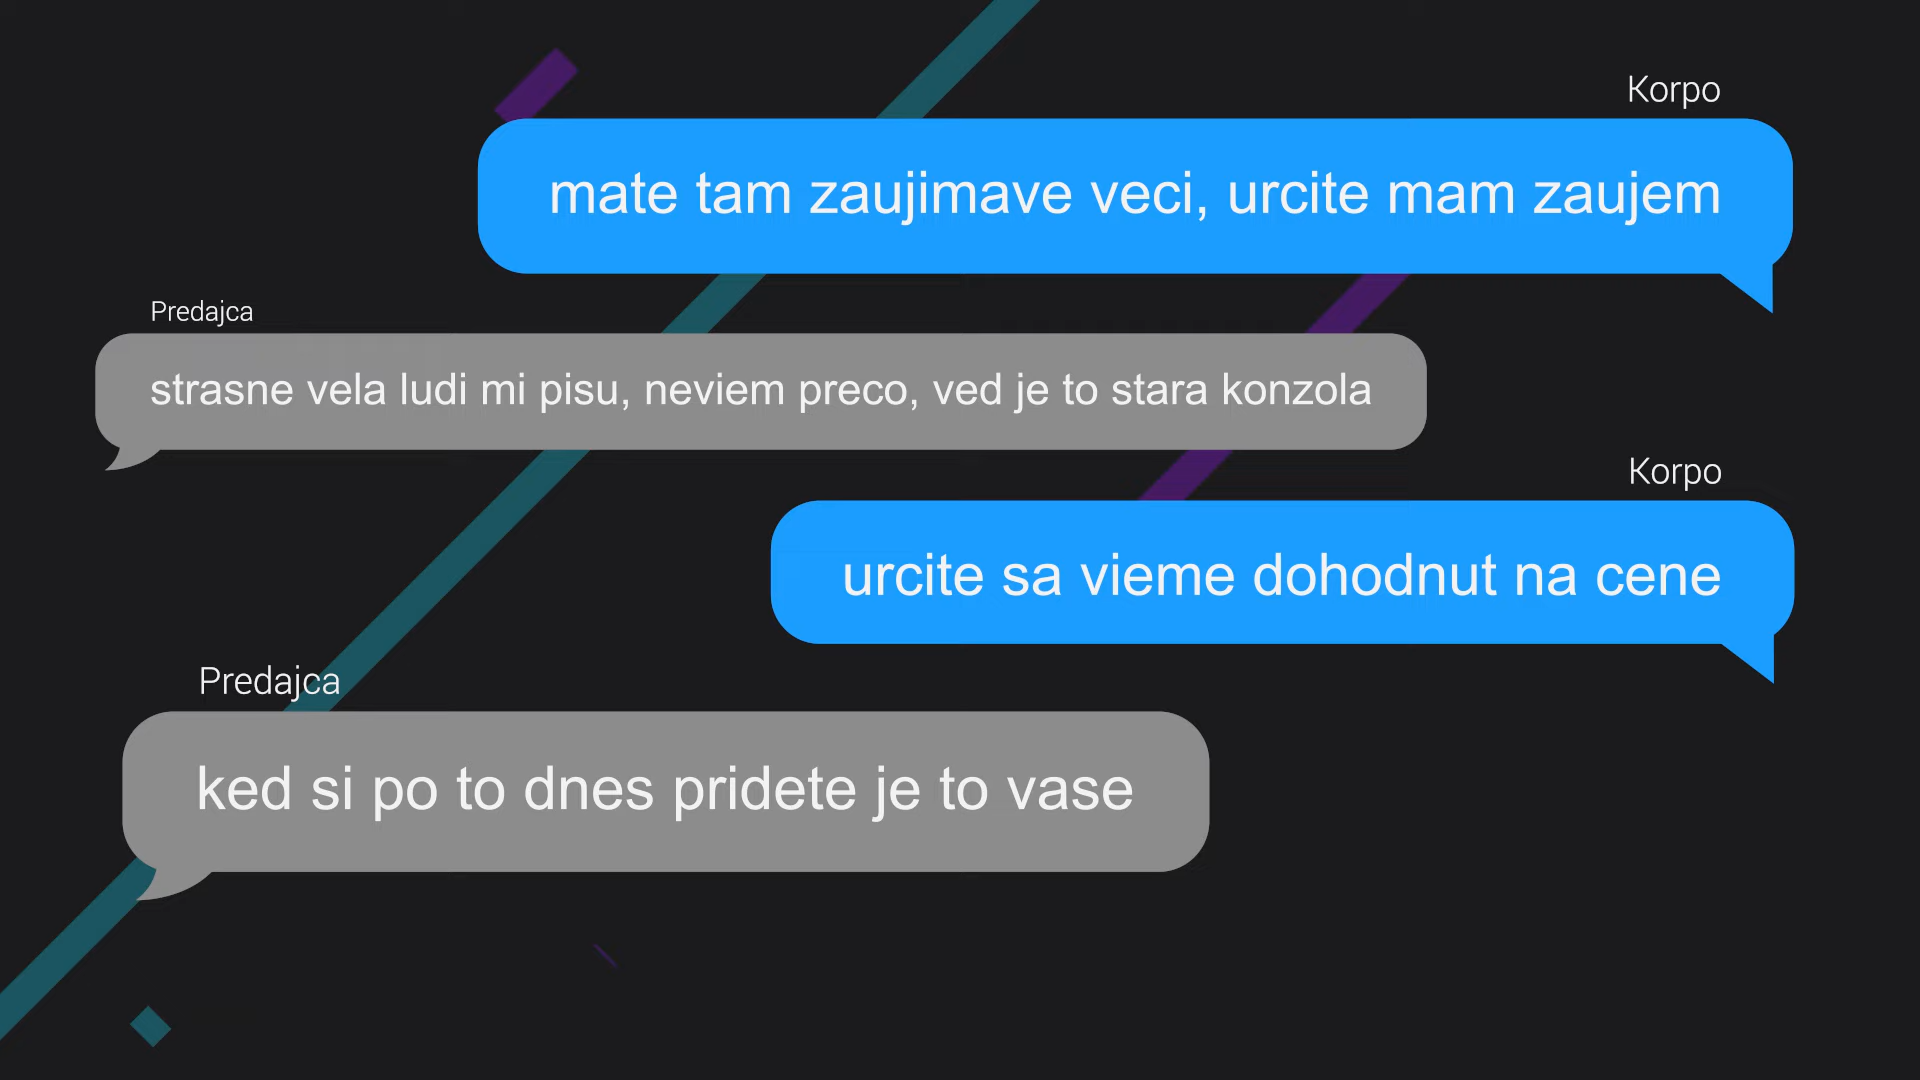 Korpo
mate tam zaujimave veci, urcite mam zaujem
Predajca
strasne vela ludi mi pisu, neviem preco, ved je to stara konzola
Korpo
urcite sa vieme dohodnut na cene
Predajca
ked si po to dnes pridete je to vase